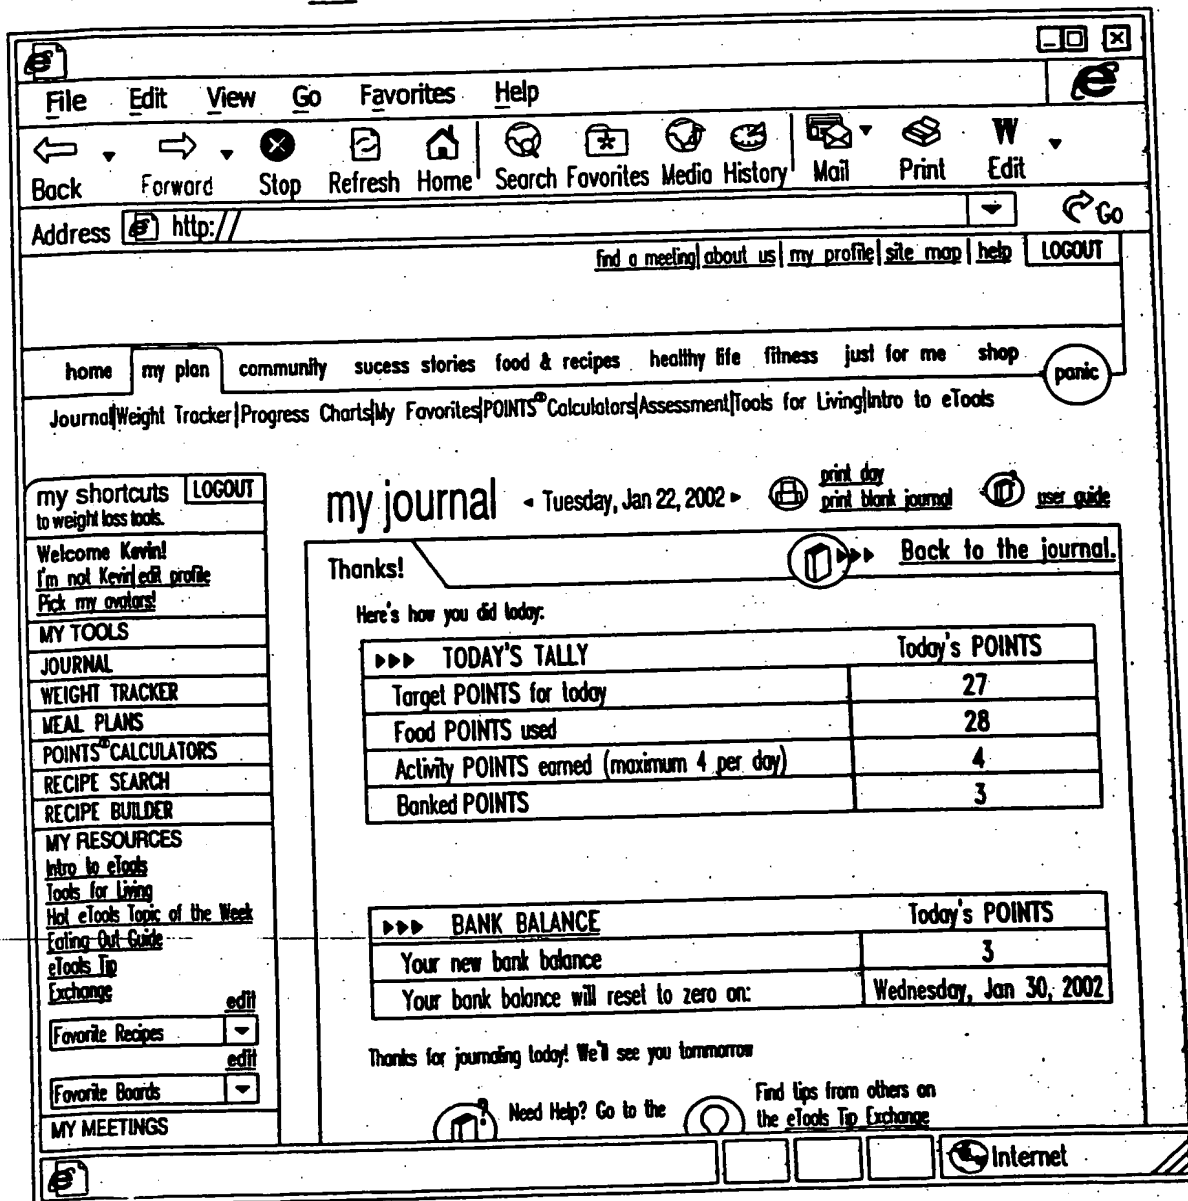 File Edit View Go Favorites Help
Back Forward Stop Refresh Home Search Favorites Media History Mail Print Edit
Address http:// Go
find a meeting|about us|my profile|site map|help LOGOUT
home my plan community sucess stories food & recipes healthy life fitness just for me shop panic
Journal|Weight Tracker|Progress Charts|My Favorites|POINTS® Calculators|Assessment|Tools for Living|Intro to eTools
my shortcuts LOGOUT
to weight loss tools.
Welcome Kevin!
I'm not Kevin|edit profile
Pick my avatars!
MY TOOLS
JOURNAL
WEIGHT TRACKER
MEAL PLANS
POINTS® CALCULATORS
RECIPE SEARCH
RECIPE BUILDER
MY RESOURCES
Intro to eTools
Tools for Living
Hot eTools Topic of the Week
Eating Out Guide
eTools Tip
Exchange
edit
Favorite Recipes
edit
Favorite Boards
MY MEETINGS
my journal ◂ Tuesday, Jan 22, 2002 ▸
print day
print blank journal
user guide
Thanks!
Back to the journal.
Here's how you did today:
TODAY'S TALLY Today's POINTS
Target POINTS for today 27
Food POINTS used 28
Activity POINTS earned (maximum 4 per day) 4
Banked POINTS 3
BANK BALANCE Today's POINTS
Your new bank balance 3
Your bank balance will reset to zero on: Wednesday, Jan 30, 2002
Thanks for journaling today! We'll see you tommorrow
Need Help? Go to the
Find tips from others on
the eTools Tip Exchange
Internet